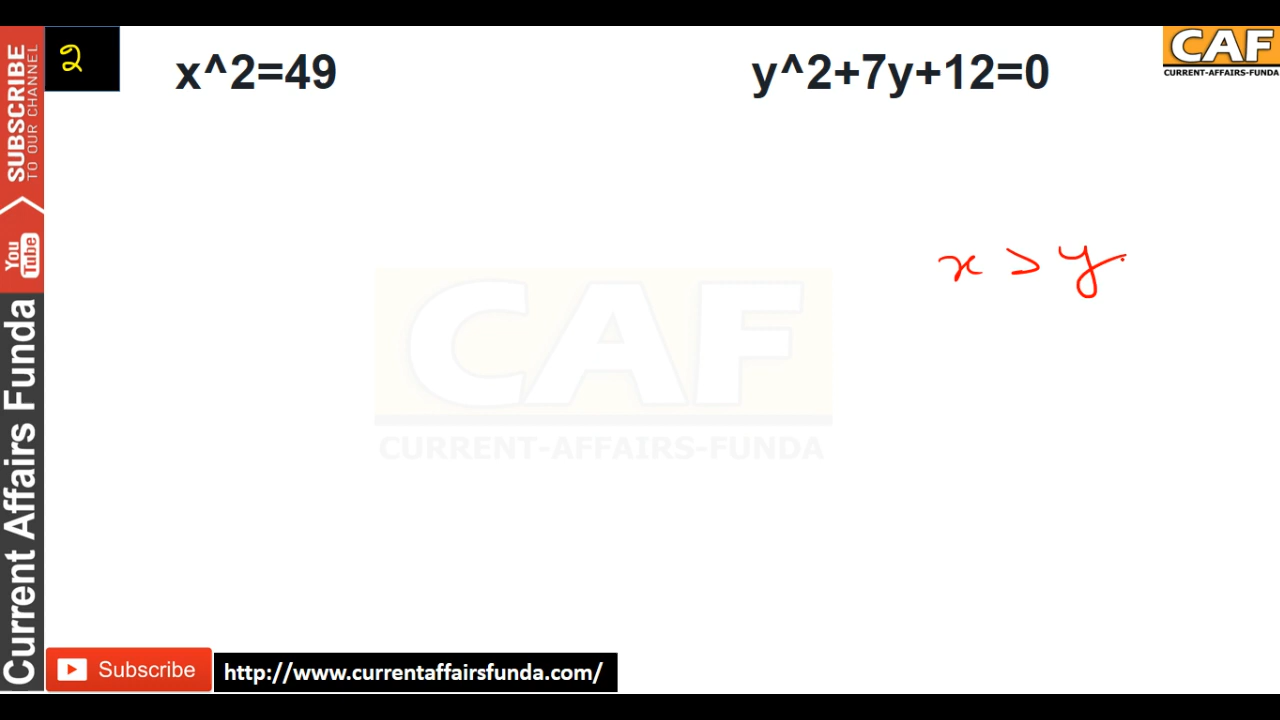 SUBSCRIBE
TO OUR CHANNEL
You
Tube
Current Affairs Funda
2
x^2=49
y^2+7y+12=0
CAF
CURRENT-AFFAIRS-FUNDA
x > y
CAF
CURRENT-AFFAIRS-FUNDA
Subscribe
http://www.currentaffairsfunda.com/